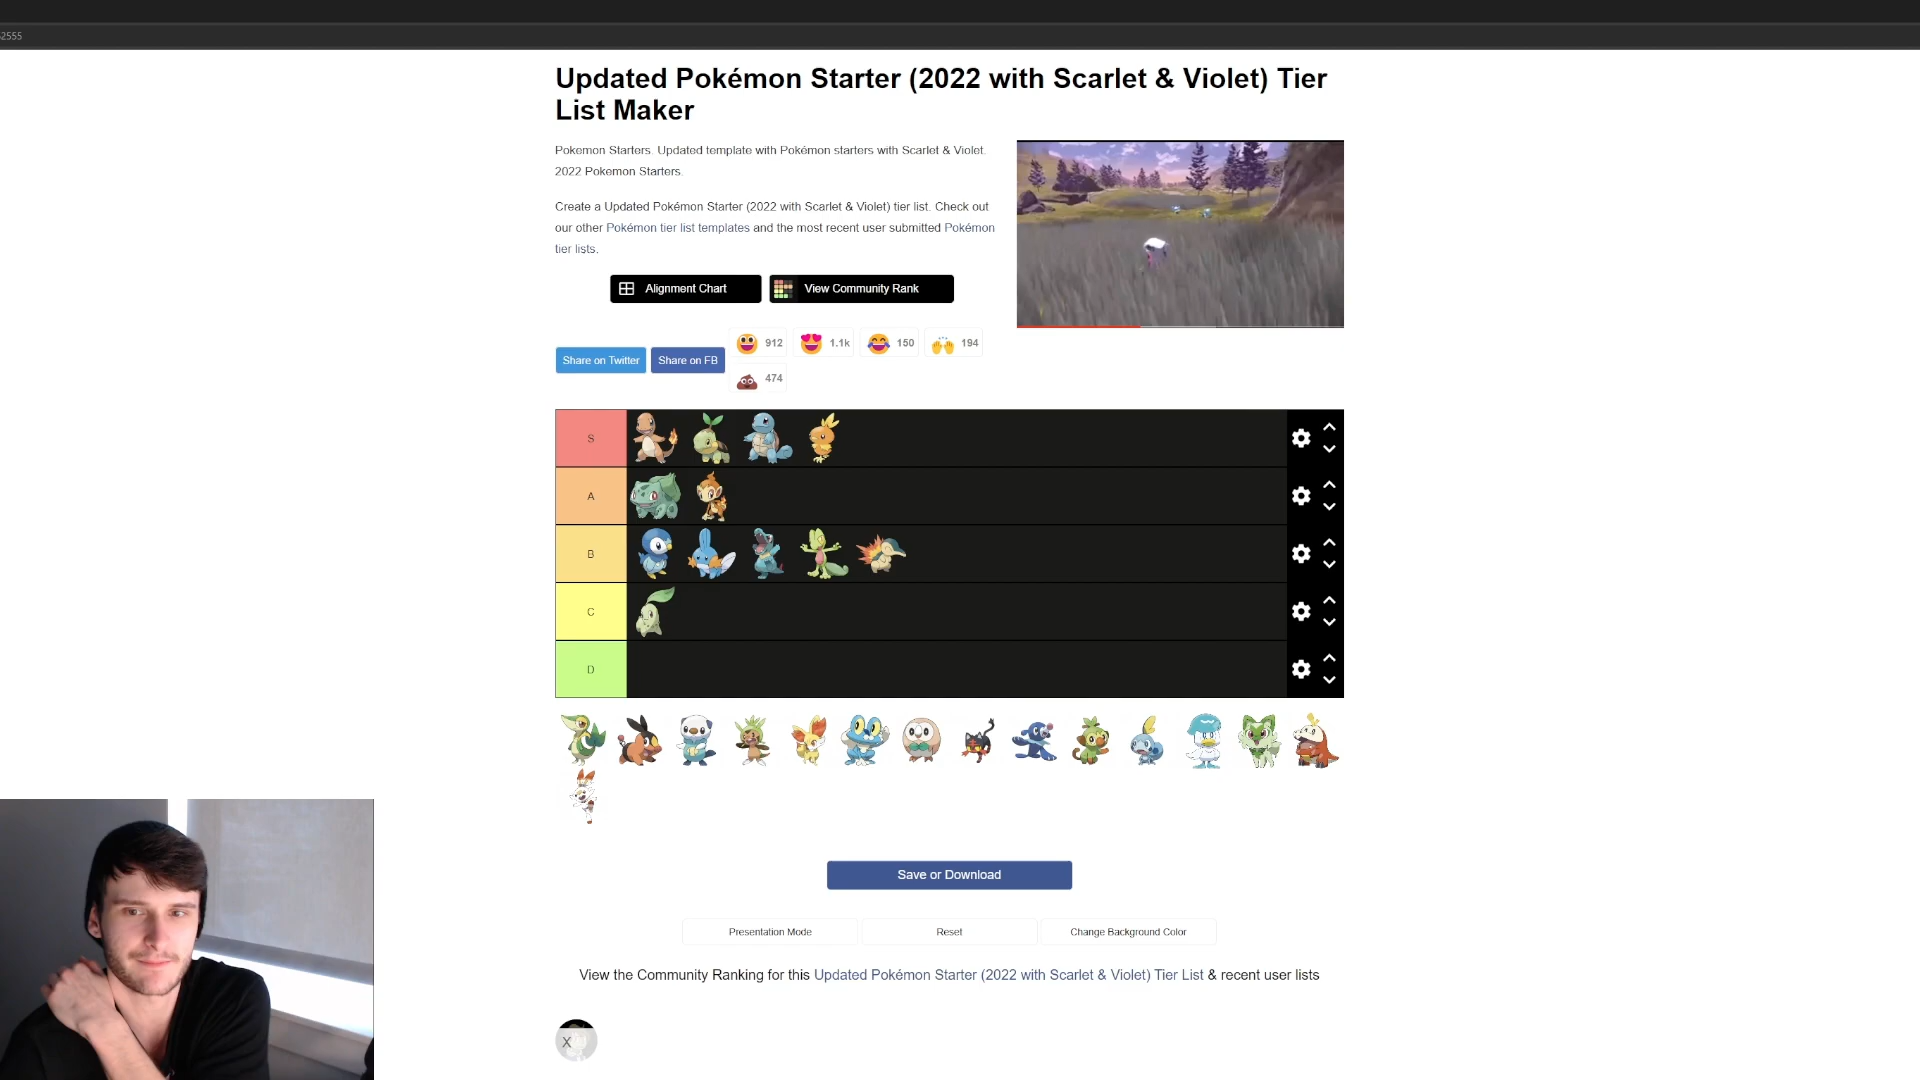 2555
Updated Pokémon Starter (2022 with Scarlet & Violet) Tier
List Maker
Pokemon Starters. Updated template with Pokémon starters with Scarlet & Violet.
2022 Pokemon Starters.
Create a Updated Pokémon Starter (2022 with Scarlet & Violet) tier list. Check out
our other Pokémon tier list templates and the most recent user submitted Pokémon
tier lists.
Alignment Chart
View Community Rank
Share on Twitter
Share on FB
912
1.1k
150
194
474
S
A
B
C
D
Save or Download
Presentation Mode
Reset
Change Background Color
View the Community Ranking for this Updated Pokémon Starter (2022 with Scarlet & Violet) Tier List & recent user lists
X